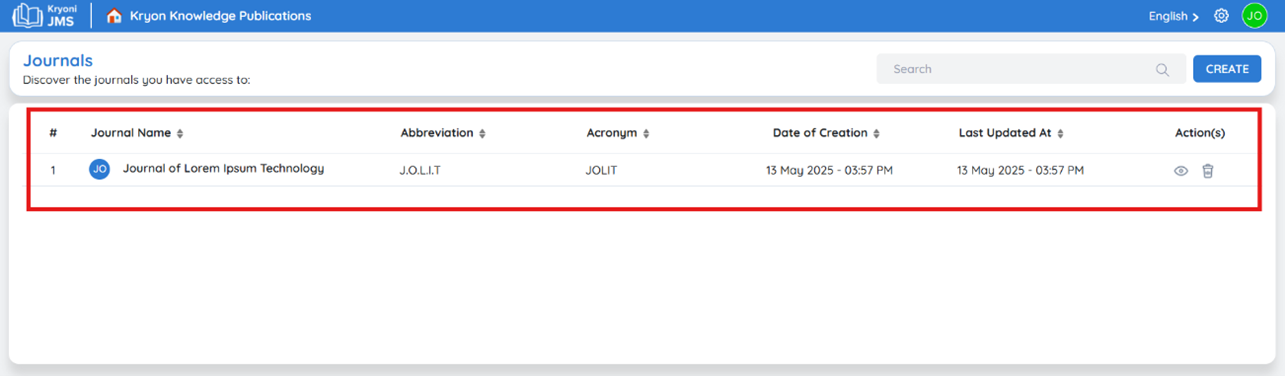 Kryoni
JMS
Kryon Knowledge Publications
English
JO
Journals
Discover the journals you have access to:
Search
CREATE
# Journal Name Abbreviation Acronym Date of Creation Last Updated At Action(s)
1 JO Journal of Lorem Ipsum Technology J.O.L.I.T JOLIT 13 May 2025 - 03:57 PM 13 May 2025 - 03:57 PM